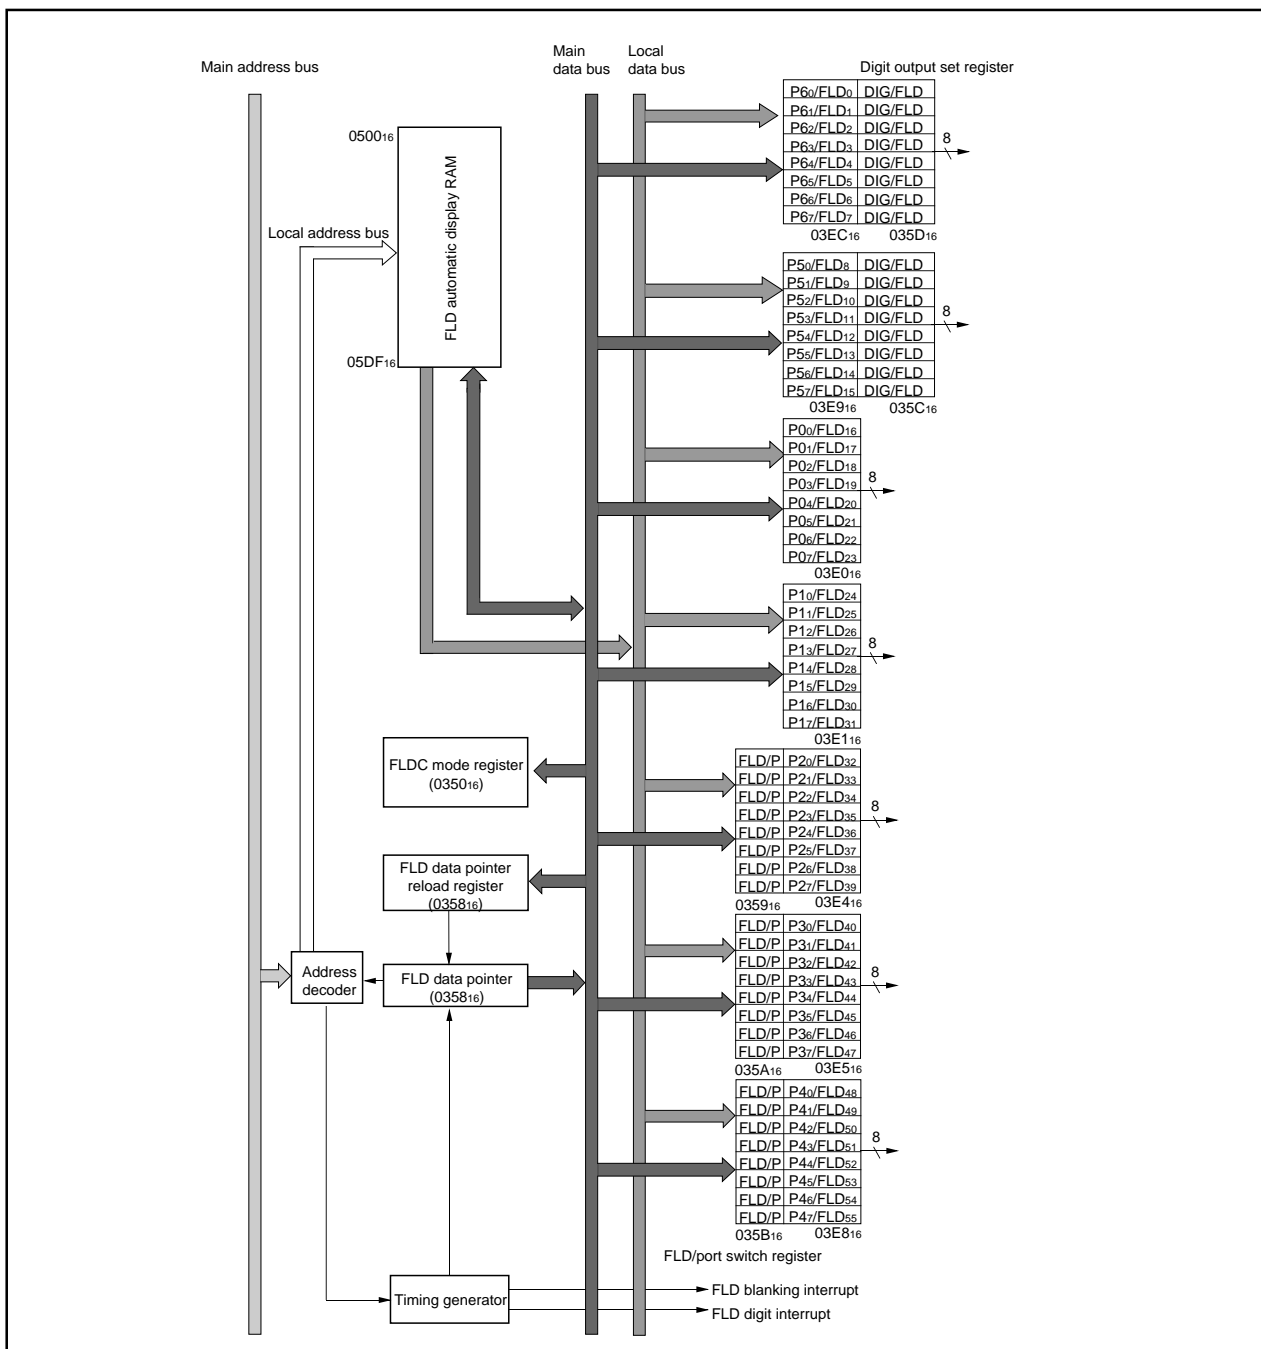 Main address bus
Main
data bus
Local
data bus
Digit output set register
0500₁₆
FLD automatic display RAM
Local address bus
05DF₁₆
P6₀/FLD₀ DIG/FLD
P6₁/FLD₁ DIG/FLD
P6₂/FLD₂ DIG/FLD
P6₃/FLD₃ DIG/FLD
P6₄/FLD₄ DIG/FLD
P6₅/FLD₅ DIG/FLD
P6₆/FLD₆ DIG/FLD
P6₇/FLD₇ DIG/FLD
8
03EC₁₆ 035D₁₆
P5₀/FLD₈ DIG/FLD
P5₁/FLD₉ DIG/FLD
P5₂/FLD₁₀ DIG/FLD
P5₃/FLD₁₁ DIG/FLD
P5₄/FLD₁₂ DIG/FLD
P5₅/FLD₁₃ DIG/FLD
P5₆/FLD₁₄ DIG/FLD
P5₇/FLD₁₅ DIG/FLD
8
03E9₁₆ 035C₁₆
P0₀/FLD₁₆
P0₁/FLD₁₇
P0₂/FLD₁₈
P0₃/FLD₁₉
P0₄/FLD₂₀
P0₅/FLD₂₁
P0₆/FLD₂₂
P0₇/FLD₂₃
8
03E0₁₆
P1₀/FLD₂₄
P1₁/FLD₂₅
P1₂/FLD₂₆
P1₃/FLD₂₇
P1₄/FLD₂₈
P1₅/FLD₂₉
P1₆/FLD₃₀
P1₇/FLD₃₁
8
03E1₁₆
FLDC mode register
(0350₁₆)
FLD/P P2₀/FLD₃₂
FLD/P P2₁/FLD₃₃
FLD/P P2₂/FLD₃₄
FLD/P P2₃/FLD₃₅
FLD/P P2₄/FLD₃₆
FLD/P P2₅/FLD₃₇
FLD/P P2₆/FLD₃₈
FLD/P P2₇/FLD₃₉
8
0359₁₆ 03E4₁₆
FLD data pointer
reload register
(0358₁₆)
Address
decoder
FLD data pointer
(0358₁₆)
FLD/P P3₀/FLD₄₀
FLD/P P3₁/FLD₄₁
FLD/P P3₂/FLD₄₂
FLD/P P3₃/FLD₄₃
FLD/P P3₄/FLD₄₄
FLD/P P3₅/FLD₄₅
FLD/P P3₆/FLD₄₆
FLD/P P3₇/FLD₄₇
8
035A₁₆ 03E5₁₆
FLD/P P4₀/FLD₄₈
FLD/P P4₁/FLD₄₉
FLD/P P4₂/FLD₅₀
FLD/P P4₃/FLD₅₁
FLD/P P4₄/FLD₅₂
FLD/P P4₅/FLD₅₃
FLD/P P4₆/FLD₅₄
FLD/P P4₇/FLD₅₅
8
035B₁₆ 03E8₁₆
FLD/port switch register
Timing generator
FLD blanking interrupt
FLD digit interrupt